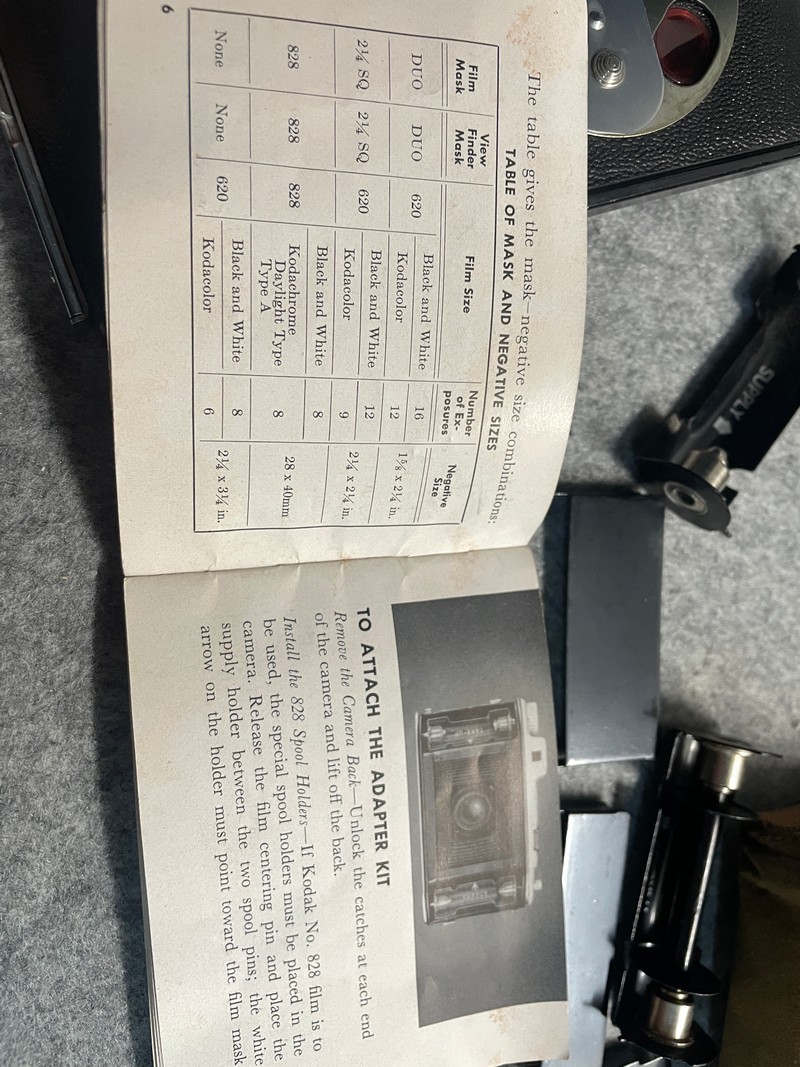 The table gives the mask—negative size combinations:
TABLE OF MASK AND NEGATIVE SIZES
Film Mask | View Finder Mask | Film Size | Number of Ex-posures | Negative Size
DUO | DUO | 620 | Black and White | 16 | 1⅝ x 2¼ in.
Kodacolor | 12
2¼ SQ | 2¼ SQ | 620 | Black and White | 12 | 2¼ x 2¼ in.
Kodacolor | 9
828 | 828 | 828 | Black and White | 8 | 28 x 40mm
Kodachrome Daylight Type Type A | 8
None | None | 620 | Black and White | 8 | 2¼ x 3¼ in.
Kodacolor | 6
6
TO ATTACH THE ADAPTER KIT
Remove the Camera Back—Unlock the catches at each end
of the camera and lift off the back.
Install the 828 Spool Holders—If Kodak No. 828 film is to
be used, the special spool holders must be placed in the
camera. Release the film centering pin and place the
supply holder between the two spool pins; the white
arrow on the holder must point toward the film mask
SUPPLY